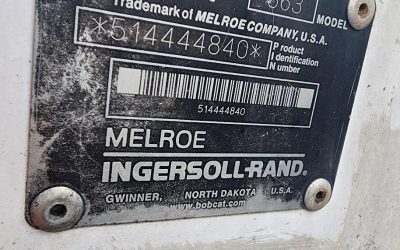 863 MODEL
Trademark of MELROE COMPANY, U.S.A.
*514444840* Product Identification Number
514444840
MELROE
INGERSOLL-RAND®
GWINNER, NORTH DAKOTA U.S.A.
www.bobcat.com